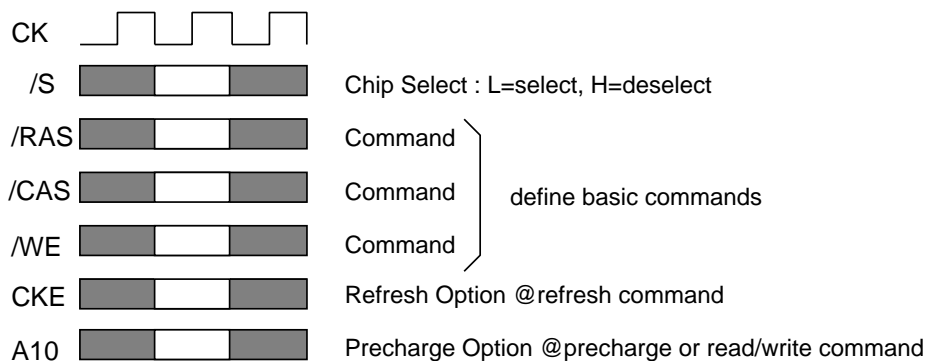 CK
/S Chip Select : L=select, H=deselect
/RAS Command
/CAS Command define basic commands
/WE Command
CKE Refresh Option @refresh command
A10 Precharge Option @precharge or read/write command